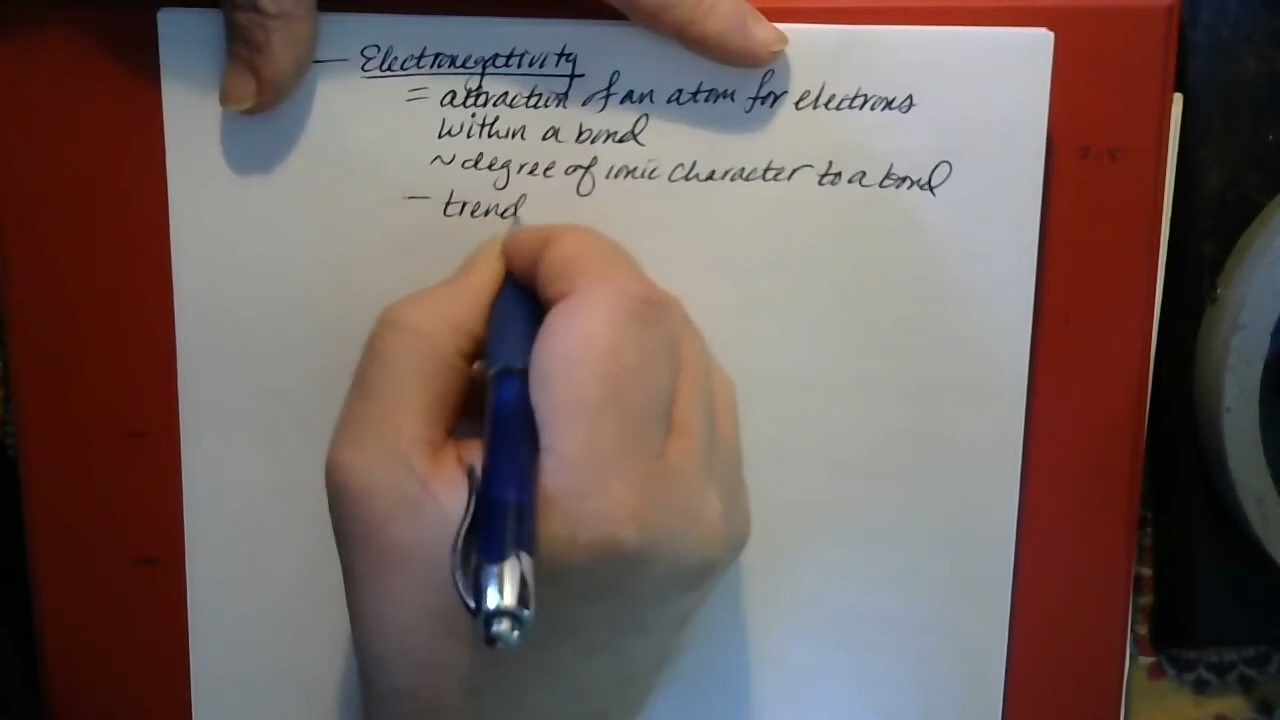 — Electronegativity
= attraction of an atom for electrons
within a bond
~ degree of ionic character to a bond
— trend